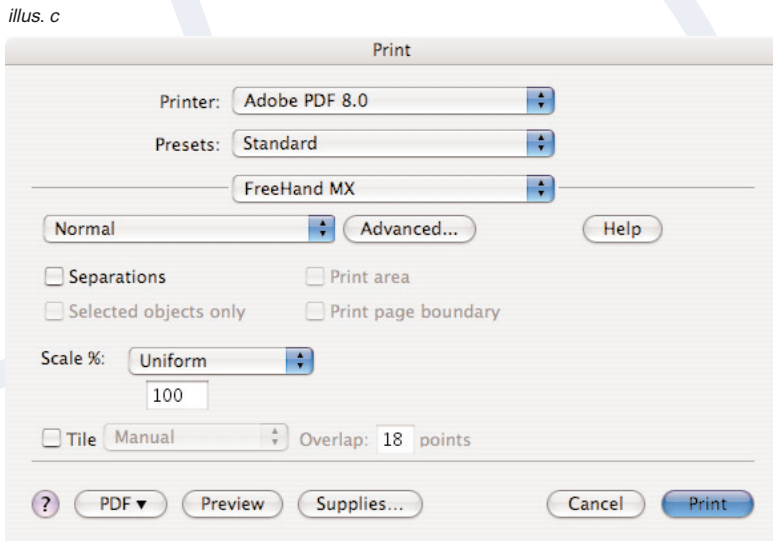 illus. c
Print
Printer: Adobe PDF 8.0
Presets: Standard
FreeHand MX
Normal Advanced... Help
Separations Print area
Selected objects only Print page boundary
Scale %: Uniform
100
Tile Manual Overlap: 18 points
? PDF ▼ Preview Supplies... Cancel Print